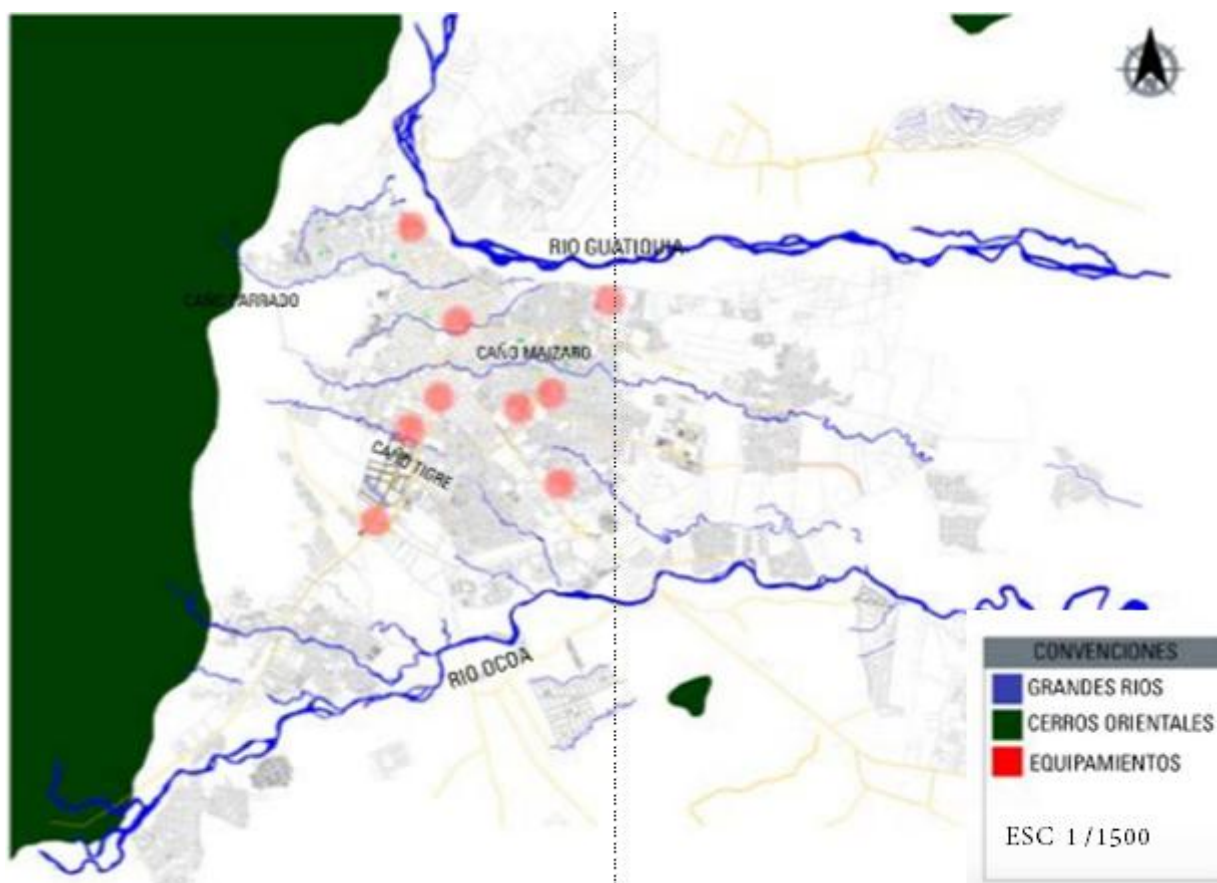 RIO GUATIQUIA
CAÑO PARRADO
CAÑO MAIZARO
CAÑO TIGRE
RIO OCOA
CONVENCIONES
GRANDES RIOS
CERROS ORIENTALES
EQUIPAMIENTOS
ESC 1/1500